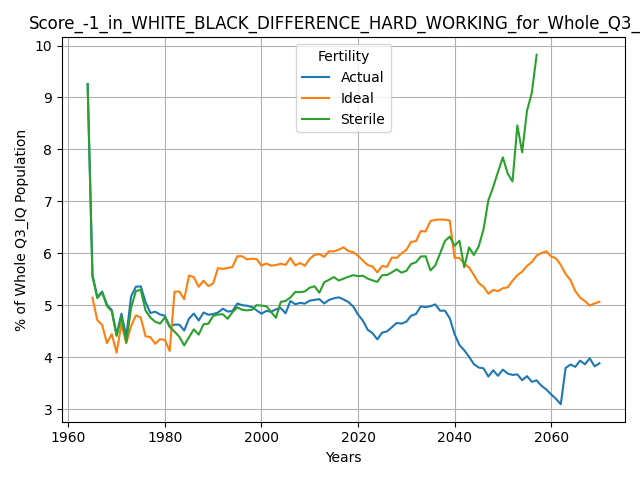 Score_-1_in_WHITE_BLACK_DIFFERENCE_HARD_WORKING_for_Whole_Q3_
Fertility
Actual
Ideal
Sterile
% of Whole Q3_IQ Population
10
9
8
7
6
5
4
3
1960
1980
2000
2020
2040
2060
Years